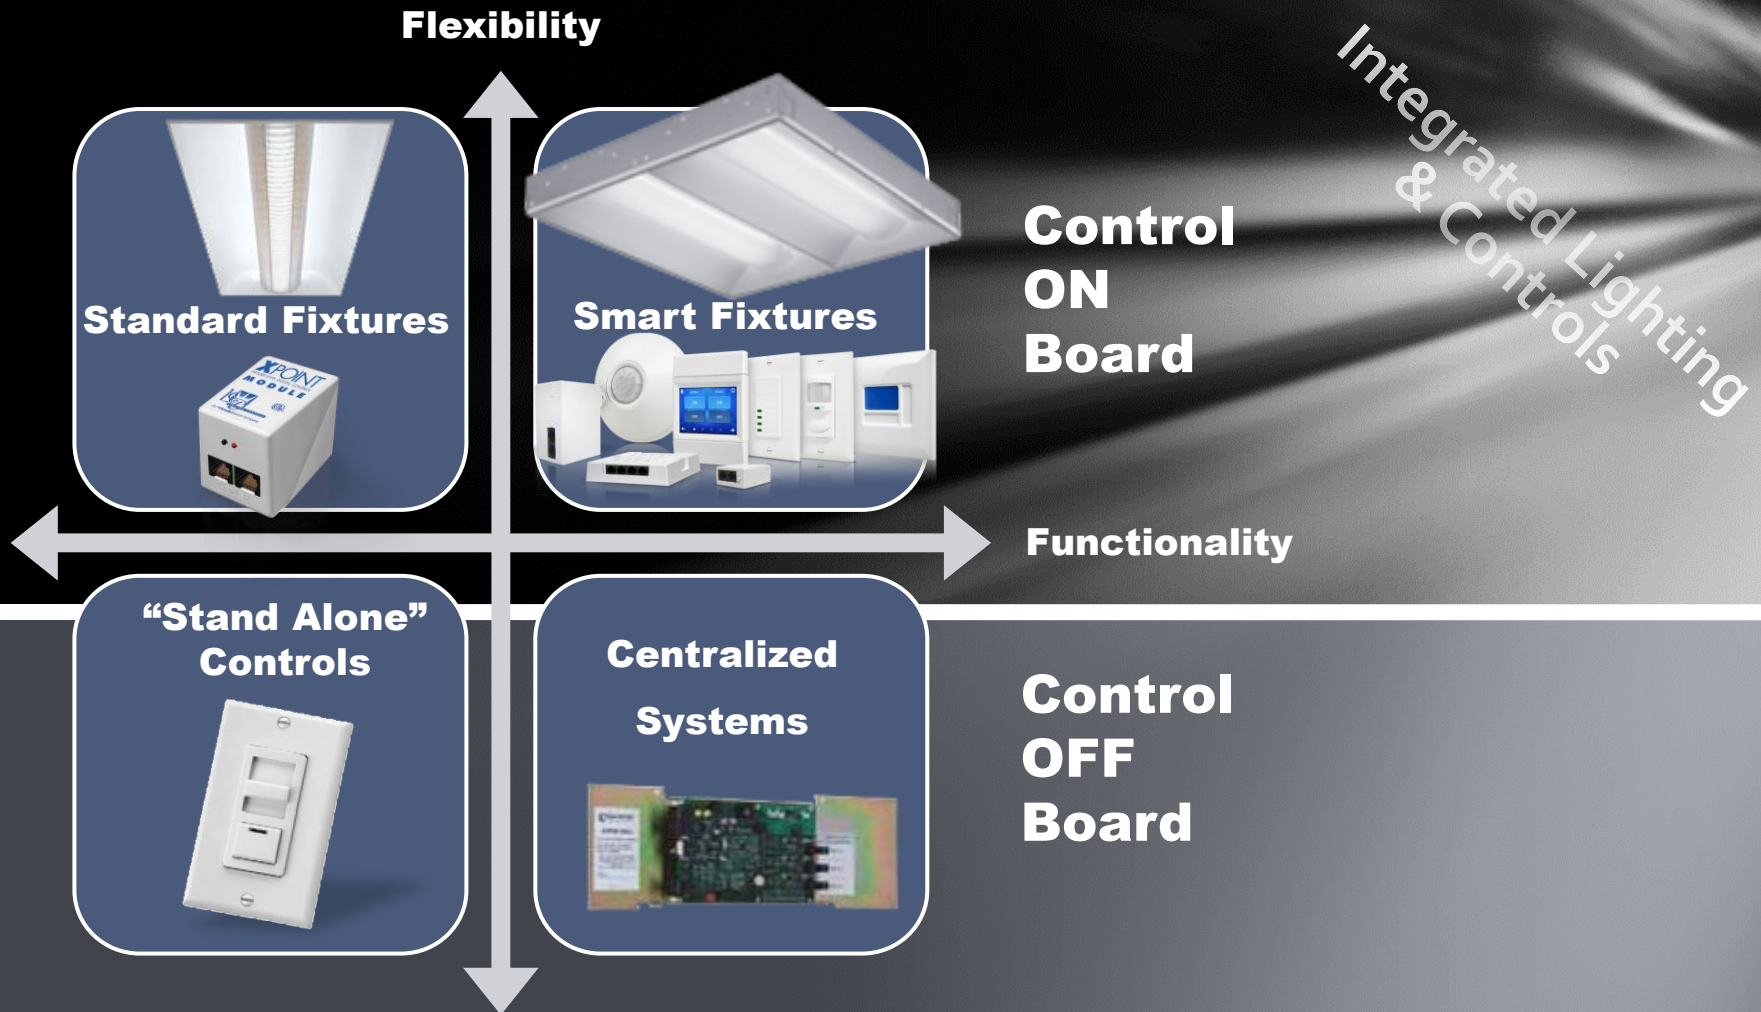 Flexibility
Integrated Lighting
& Controls
Standard Fixtures
Smart Fixtures
XPOINT
MODULE
Control
ON
Board
Functionality
“Stand Alone”
Controls
Centralized
Systems
Control
OFF
Board